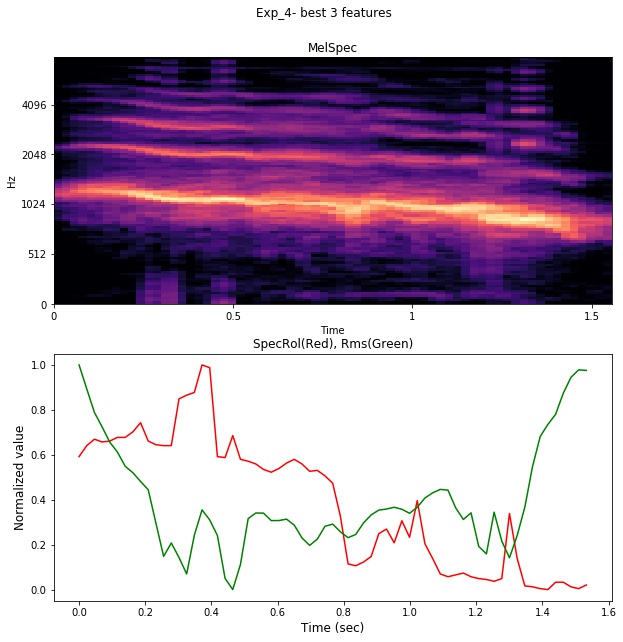 Exp_4- best 3 features
MelSpec
4096
2048
1024
512
0
Hz
0 0.5 1 1.5
Time
SpecRol(Red), Rms(Green)
1.0
0.8
0.6
0.4
0.2
0.0
Normalized value
0.0 0.2 0.4 0.6 0.8 1.0 1.2 1.4 1.6
Time (sec)